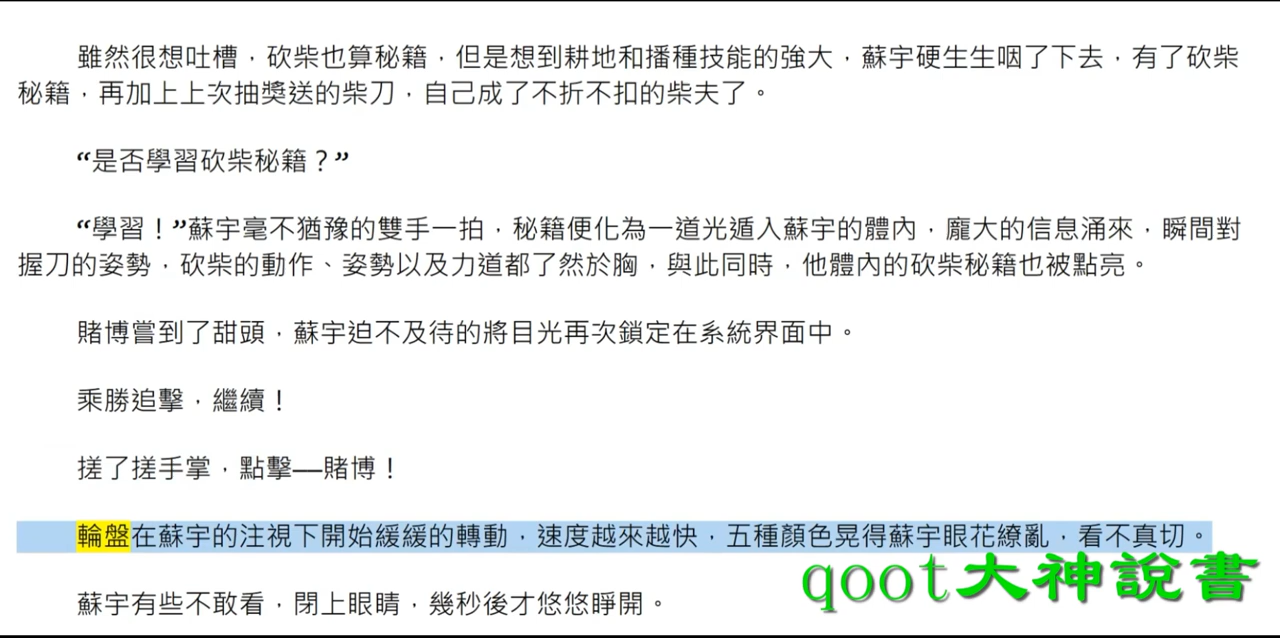 雖然很想吐槽，砍柴也算秘籍，但是想到耕地和播種技能的強大，蘇宇硬生生咽了下去，有了砍柴
秘籍，再加上上次抽獎送的柴刀，自己成了不折不扣的柴夫了。
“是否學習砍柴秘籍？”
“學習！”蘇宇毫不猶豫的雙手一拍，秘籍便化為一道光遁入蘇宇的體內，龐大的信息涌來，瞬間對
握刀的姿勢，砍柴的動作、姿勢以及力道都了然於胸，與此同時，他體內的砍柴秘籍也被點亮。
賭博嘗到了甜頭，蘇宇迫不及待的將目光再次鎖定在系統界面中。
乘勝追擊，繼續！
搓了搓手掌，點擊──賭博！
輪盤在蘇宇的注視下開始緩緩的轉動，速度越來越快，五種顏色晃得蘇宇眼花繚亂，看不真切。
qoot大神說書
蘇宇有些不敢看，閉上眼睛，幾秒後才悠悠睜開。